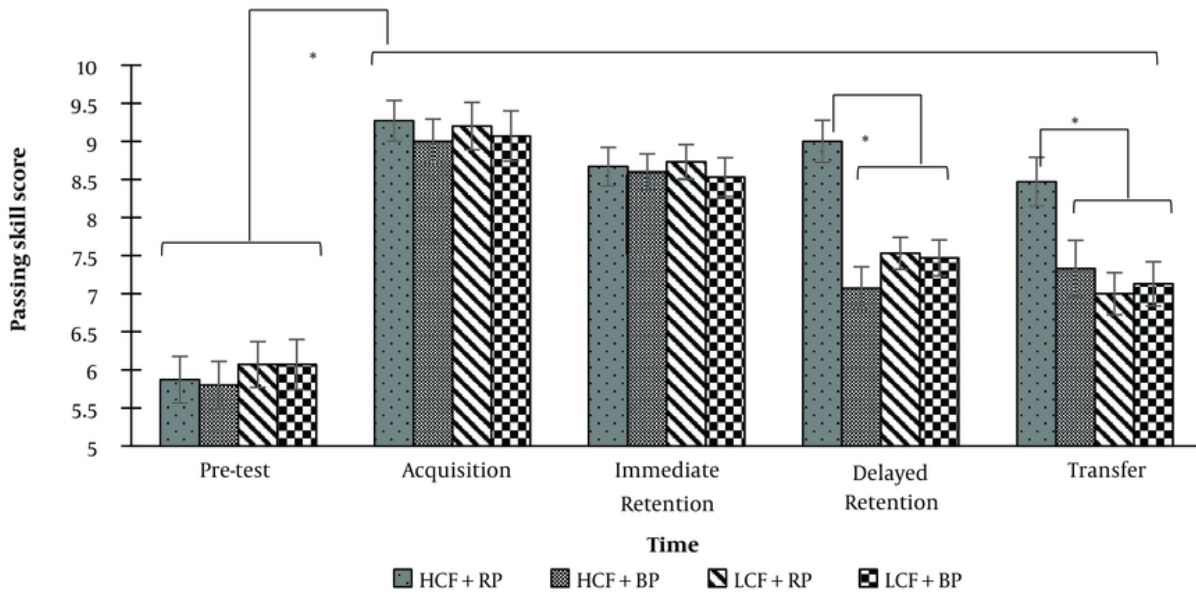 *
10
9.5
9
8.5
8
7.5
7
6.5
6
5.5
5
*
*
Passing skill score
Pre-test
Acquisition
Immediate
Retention
Delayed
Retention
Transfer
Time
HCF + RP
HCF + BP
LCF + RP
LCF + BP